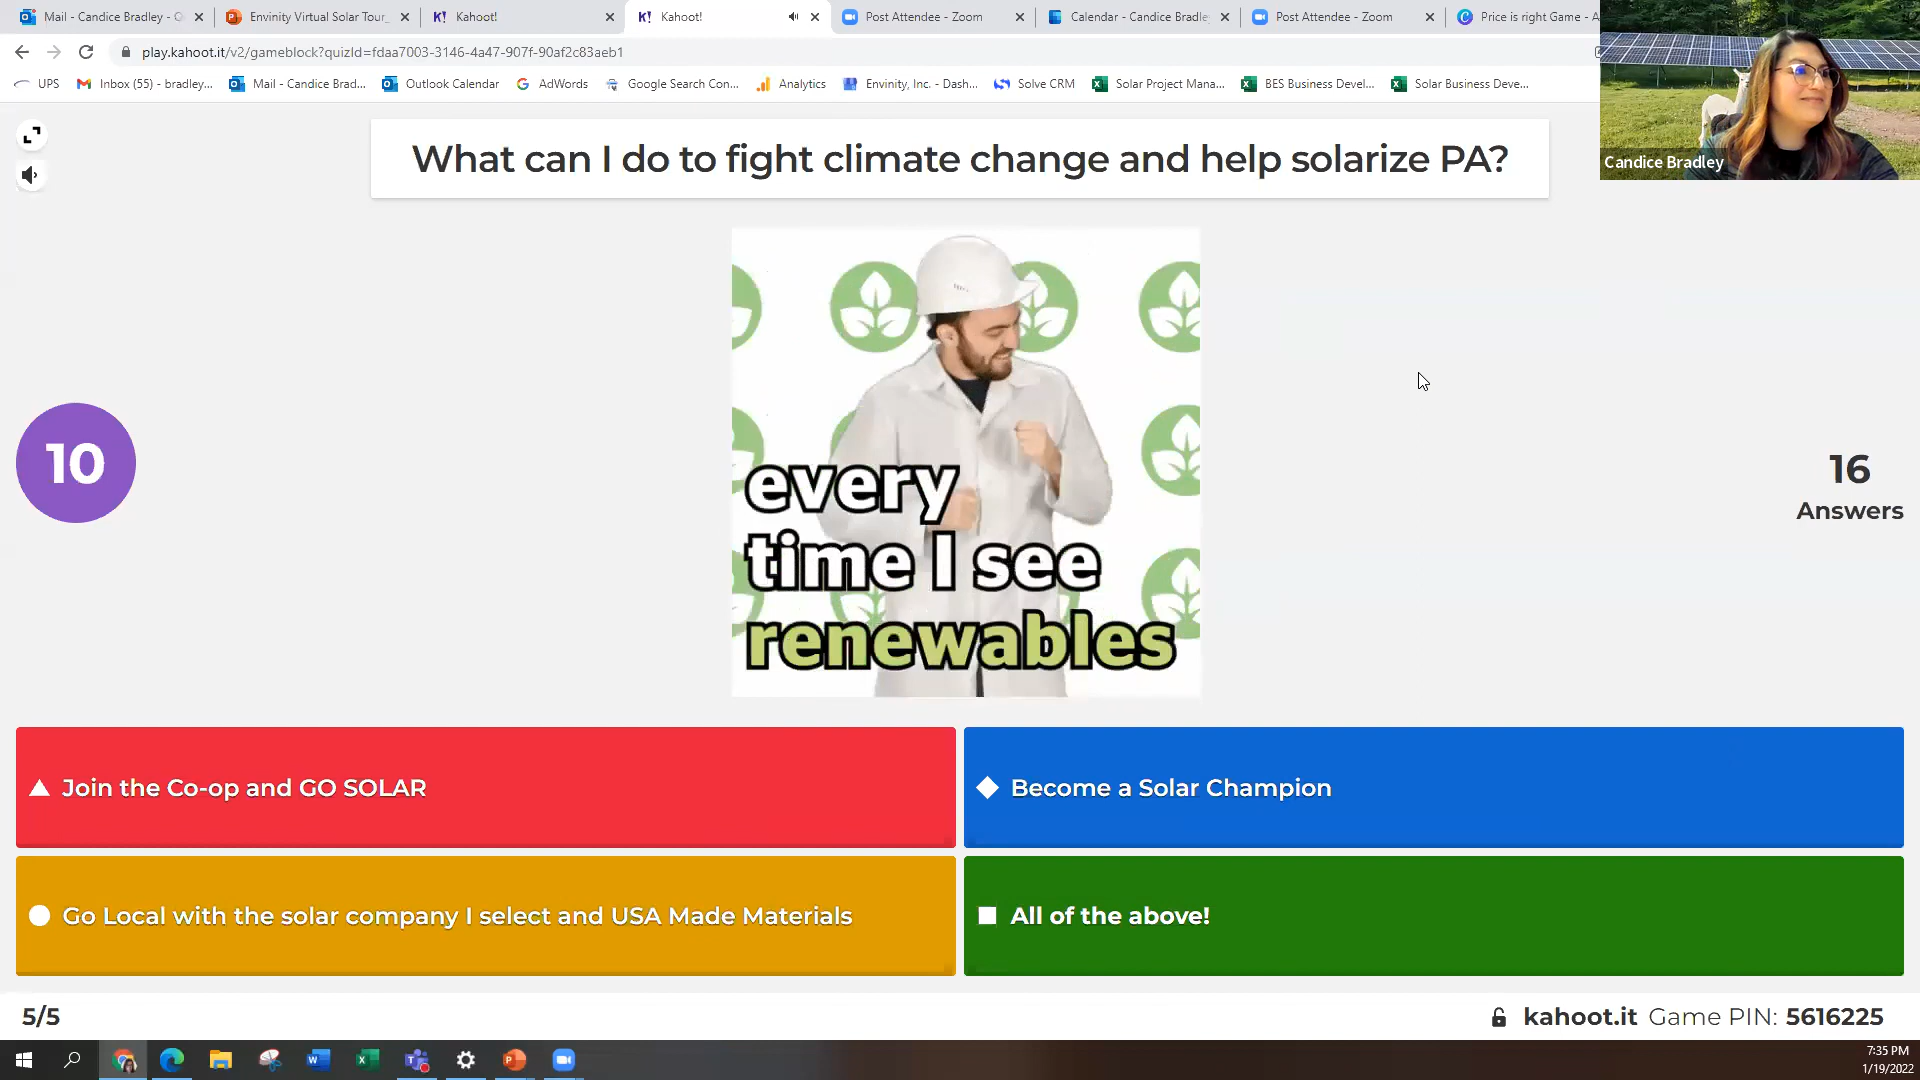 Mail - Candice Bradley - O
Envinity Virtual Solar Tour_
Kahoot!
Kahoot!
Post Attendee - Zoom
Calendar - Candice Bradle
Post Attendee - Zoom
Price is right Game - A
play.kahoot.it/v2/gameblock?quizId=fdaa7003-3146-4a47-907f-90af2c83aeb1
UPS
Inbox (55) - bradley...
Mail - Candice Brad...
Outlook Calendar
AdWords
Google Search Con...
Analytics
Envinity, Inc. - Dash...
Solve CRM
Solar Project Mana...
BES Business Devel...
Solar Business Deve...
Candice Bradley
What can I do to fight climate change and help solarize PA?
10
every
time I see
renewables
16
Answers
Join the Co-op and GO SOLAR
Become a Solar Champion
Go Local with the solar company I select and USA Made Materials
All of the above!
5/5
kahoot.it Game PIN: 5616225
7:35 PM
1/19/2022